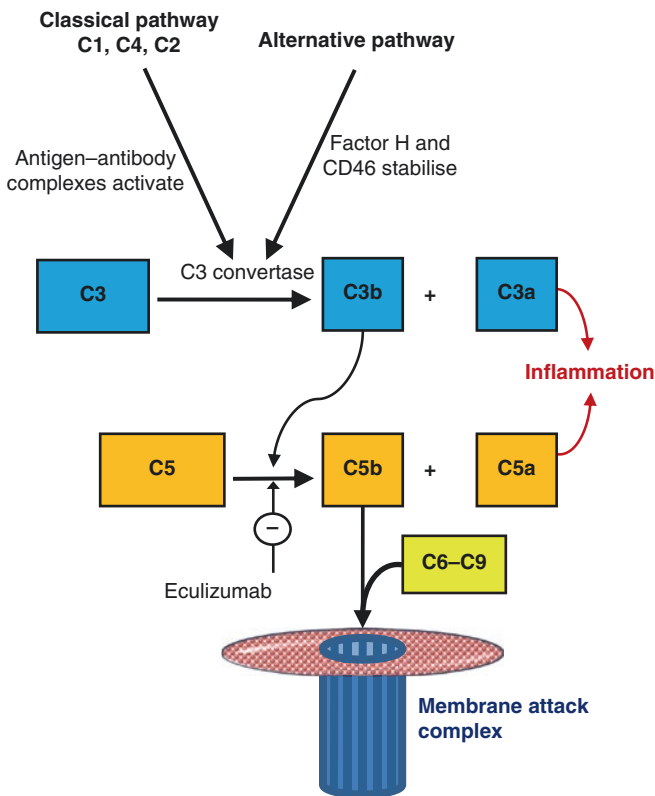 Classical pathway
C1, C4, C2
Alternative pathway
Antigen–antibody
complexes activate
Factor H and
CD46 stabilise
C3 convertase
C3
C3b
+
C3a
Inflammation
C5
C5b
+
C5a
−
Eculizumab
C6–C9
Membrane attack
complex